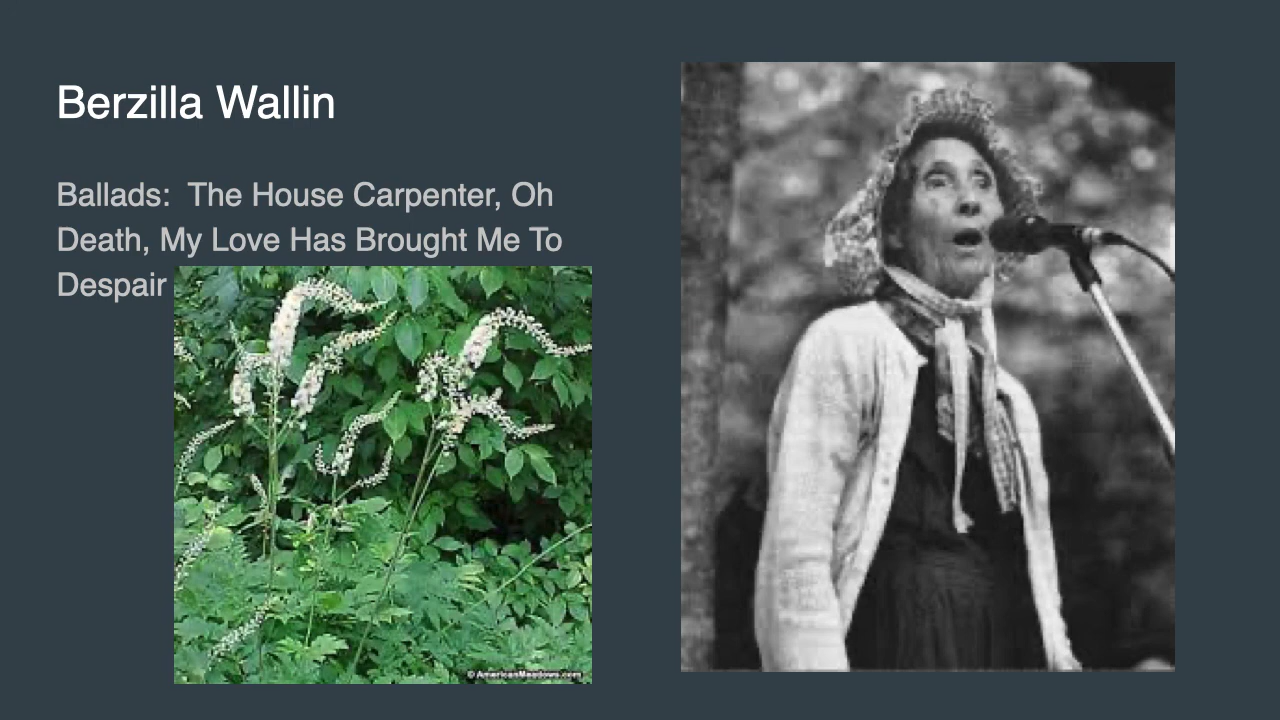 Berzilla Wallin
Ballads:  The House Carpenter, Oh
Death, My Love Has Brought Me To
Despair
© AmericanMeadows.com